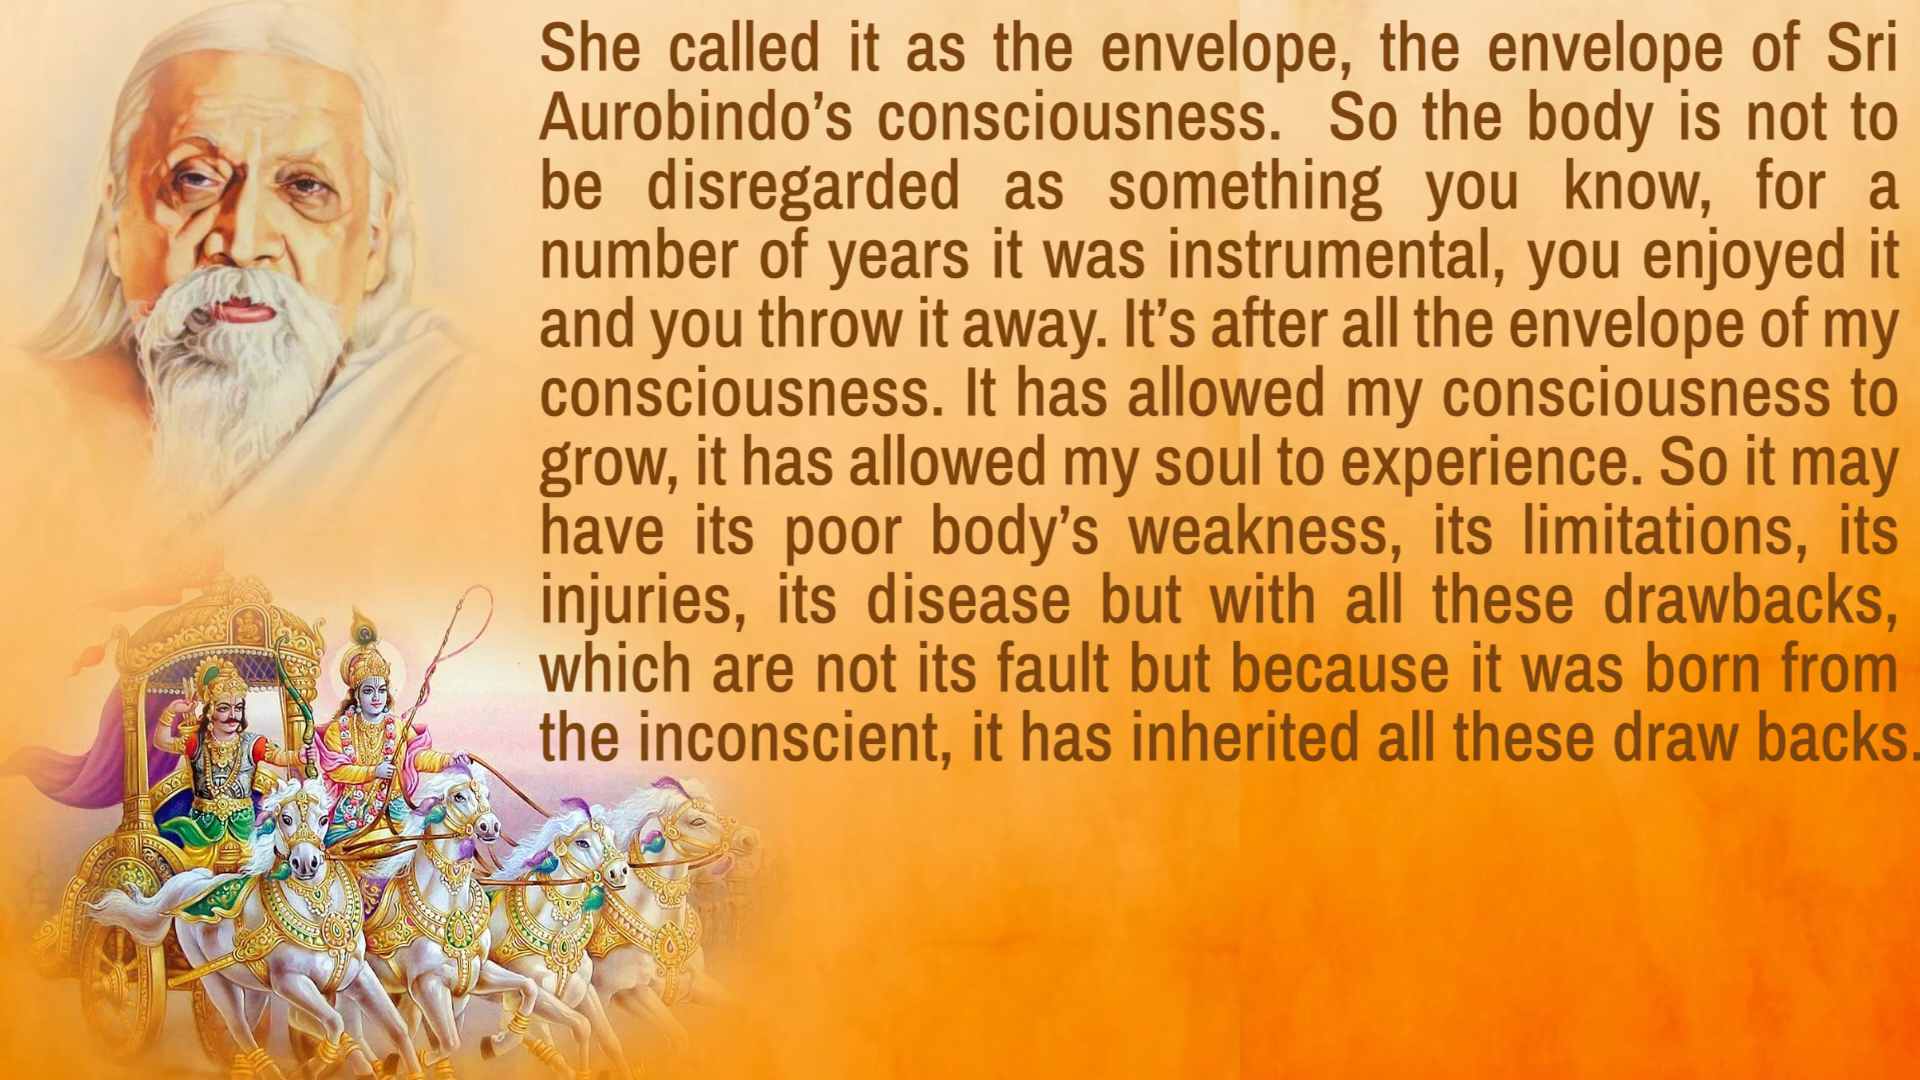 She called it as the envelope, the envelope of Sri
Aurobindo’s consciousness.  So the body is not to
be disregarded as something you know, for a
number of years it was instrumental, you enjoyed it
and you throw it away. It’s after all the envelope of my
consciousness. It has allowed my consciousness to
grow, it has allowed my soul to experience. So it may
have its poor body’s weakness, its limitations, its
injuries, its disease but with all these drawbacks,
which are not its fault but because it was born from
the inconscient, it has inherited all these draw backs.